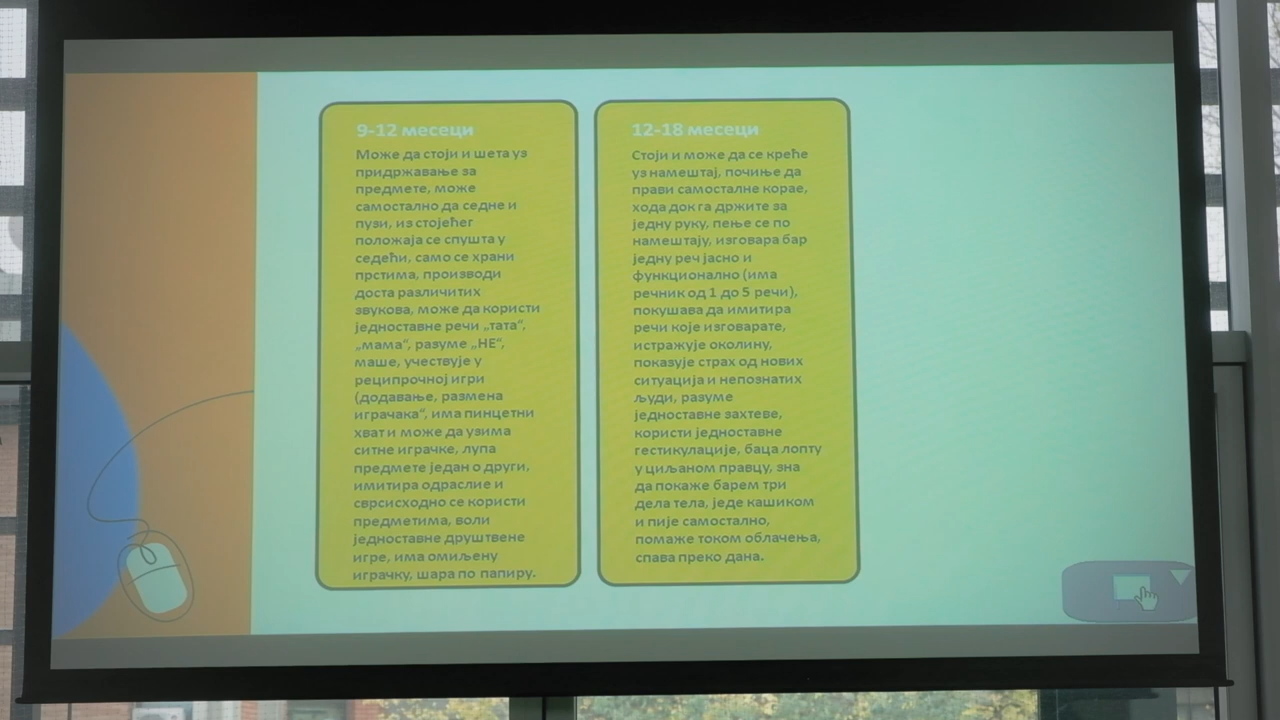 9-12 месеци
Може да стоји и шета уз
придржавање за
предмете, може
самостално да седне и
пузи, из стојећег
положаја се спушта у
седећи, само се храни
прстима, производи
доста различитих
звукова, може да користи
једноставне речи „тата“,
„мама“, разуме „НЕ“,
маше, учествује у
реципрочној игри
(додавање, размена
играчака“, има пинцетни
хват и може да узима
ситне играчке, лупа
предмете један о други,
имитира одраслие и
сврсисходно се користи
предметима, воли
једноставне друштвене
игре, има омиљену
играчку, шара по папиру.
12-18 месеци
Стоји и може да се креће
уз намештај, почиње да
прави самосталне кораe,
хода док га држите за
једну руку, пење се по
намештају, изговара бар
једну реч јасно и
функционално (има
речник од 1 до 5 речи),
покушава да имитира
речи које изговарате,
истражује околину,
показује страх од нових
ситуација и непознатих
људи, разуме
једноставне захтеве,
користи једноставне
гестикулације, баца лопту
у циљаном правцу, зна
да покаже барем три
дела тела, једе кашиком
и пије самостално,
помаже током облачења,
спава преко дана.